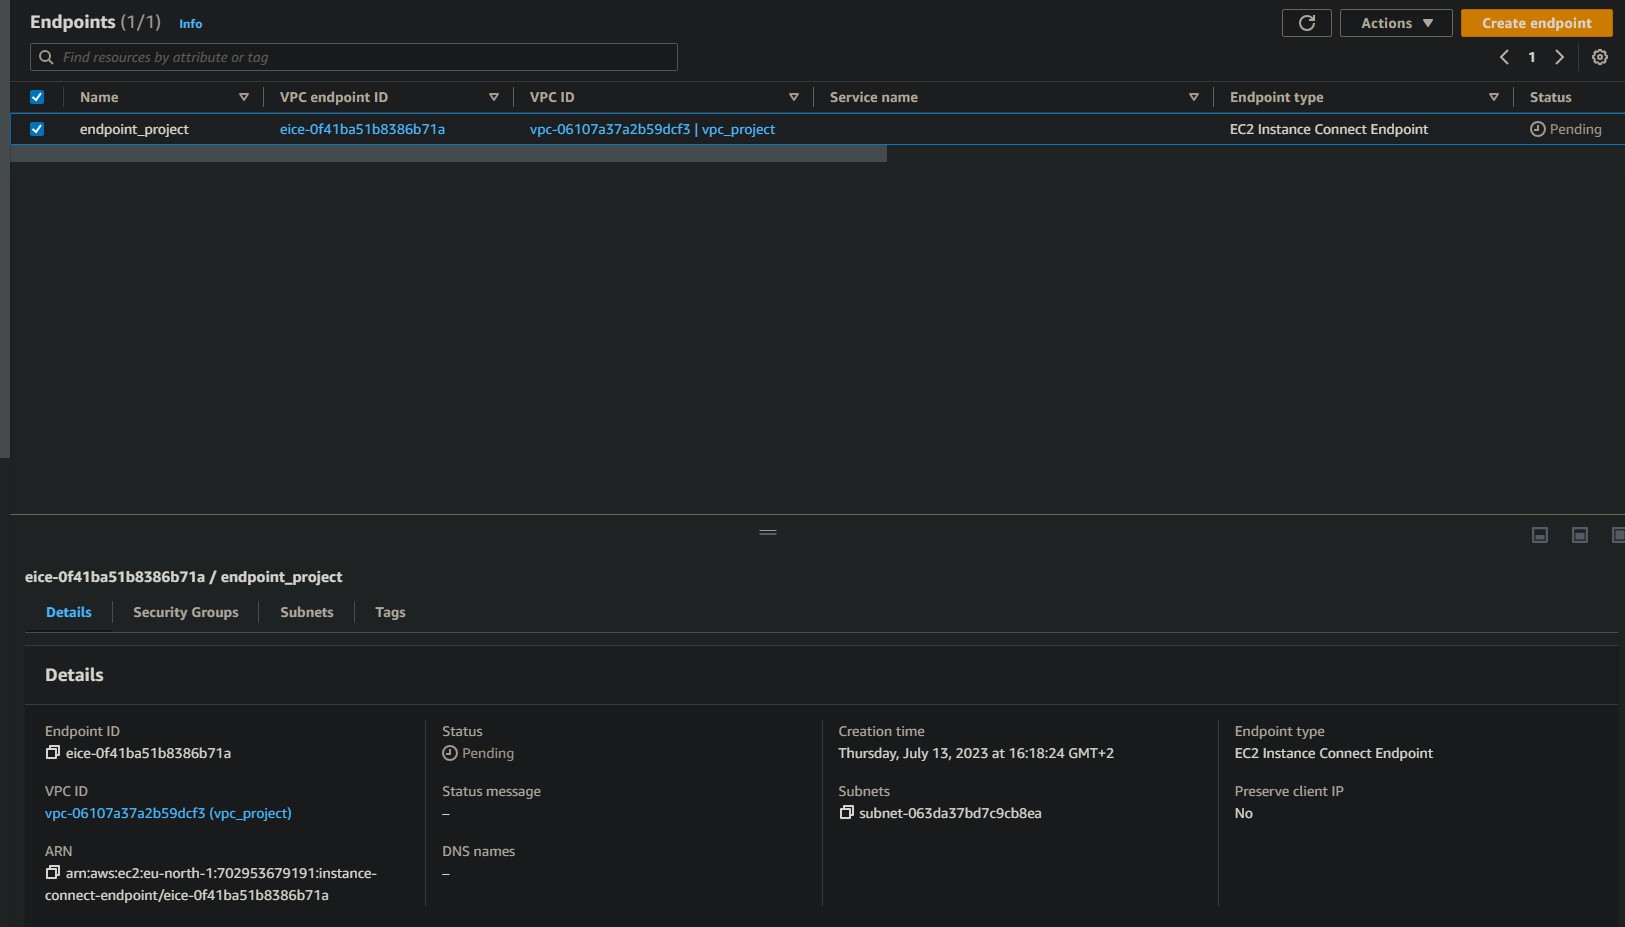 Endpoints (1/1) Info
Actions ▼
Create endpoint
Find resources by attribute or tag
1
Name VPC endpoint ID VPC ID Service name Endpoint type Status
endpoint_project eice-0f41ba51b8386b71a vpc-06107a37a2b59dcf3 | vpc_project EC2 Instance Connect Endpoint Pending
eice-0f41ba51b8386b71a / endpoint_project
Details Security Groups Subnets Tags
Details
Endpoint ID
eice-0f41ba51b8386b71a
VPC ID
vpc-06107a37a2b59dcf3 (vpc_project)
ARN
arn:aws:ec2:eu-north-1:702953679191:instance-
connect-endpoint/eice-0f41ba51b8386b71a
Status
Pending
Status message
–
DNS names
–
Creation time
Thursday, July 13, 2023 at 16:18:24 GMT+2
Subnets
subnet-063da37bd7c9cb8ea
Endpoint type
EC2 Instance Connect Endpoint
Preserve client IP
No